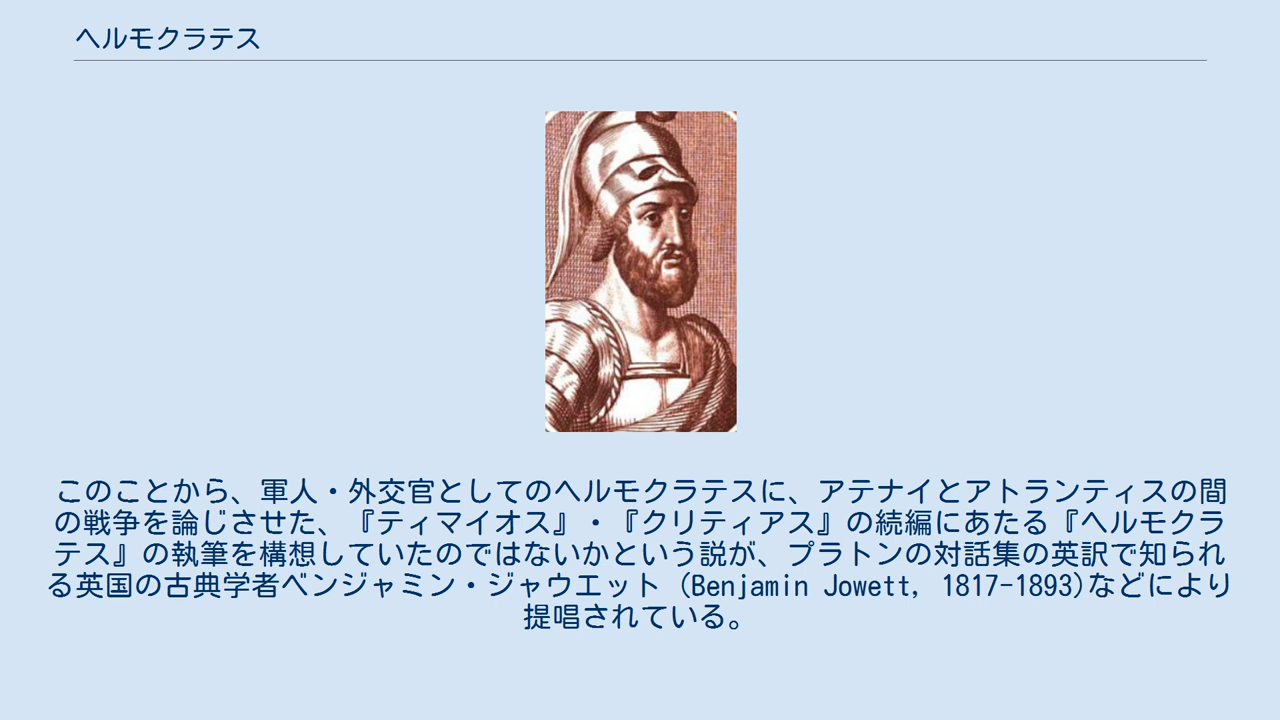 ヘルモクラテス
このことから、軍人・外交官としてのヘルモクラテスに、アテナイとアトランティスの間
の戦争を論じさせた、『ティマイオス』・『クリティアス』の続編にあたる『ヘルモクラ
テス』の執筆を構想していたのではないかという説が、プラトンの対話集の英訳で知られ
る英国の古典学者ベンジャミン・ジャウエット (Benjamin Jowett, 1817-1893)などにより
提唱されている。